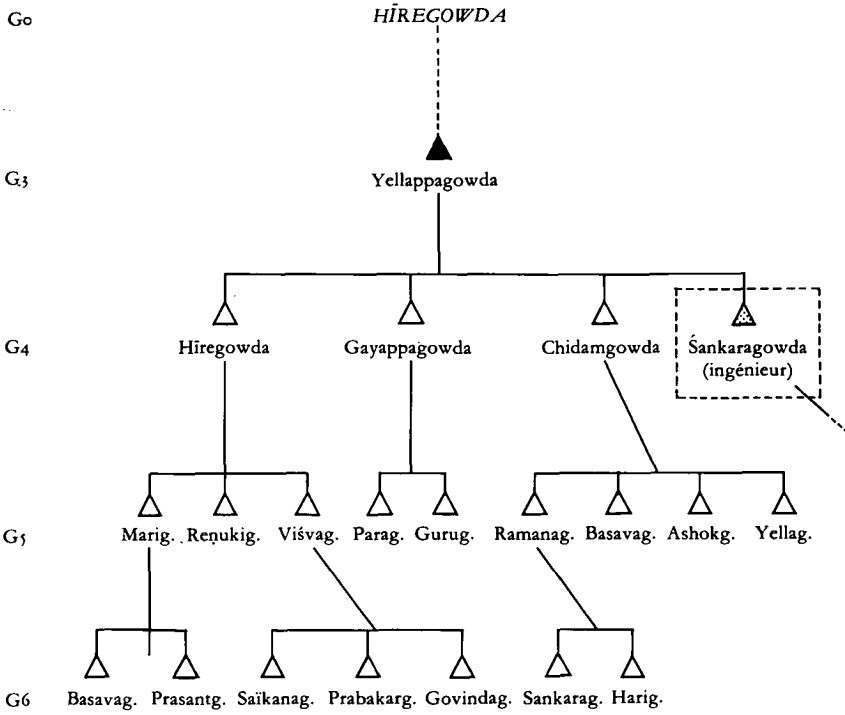 G0 HĪREGOWDA
G3 Yellappagowda
G4 Hīregowda Gayappagowda Chidamgowda Śankaragowda
(ingénieur)
G5 Marig. Reṇukig. Viśvag. Parag. Gurug. Ramanag. Basavag. Ashokg. Yellag.
G6 Basavag. Prasantg. Saïkanag. Prabakarg. Govindag. Sankarag. Harig.